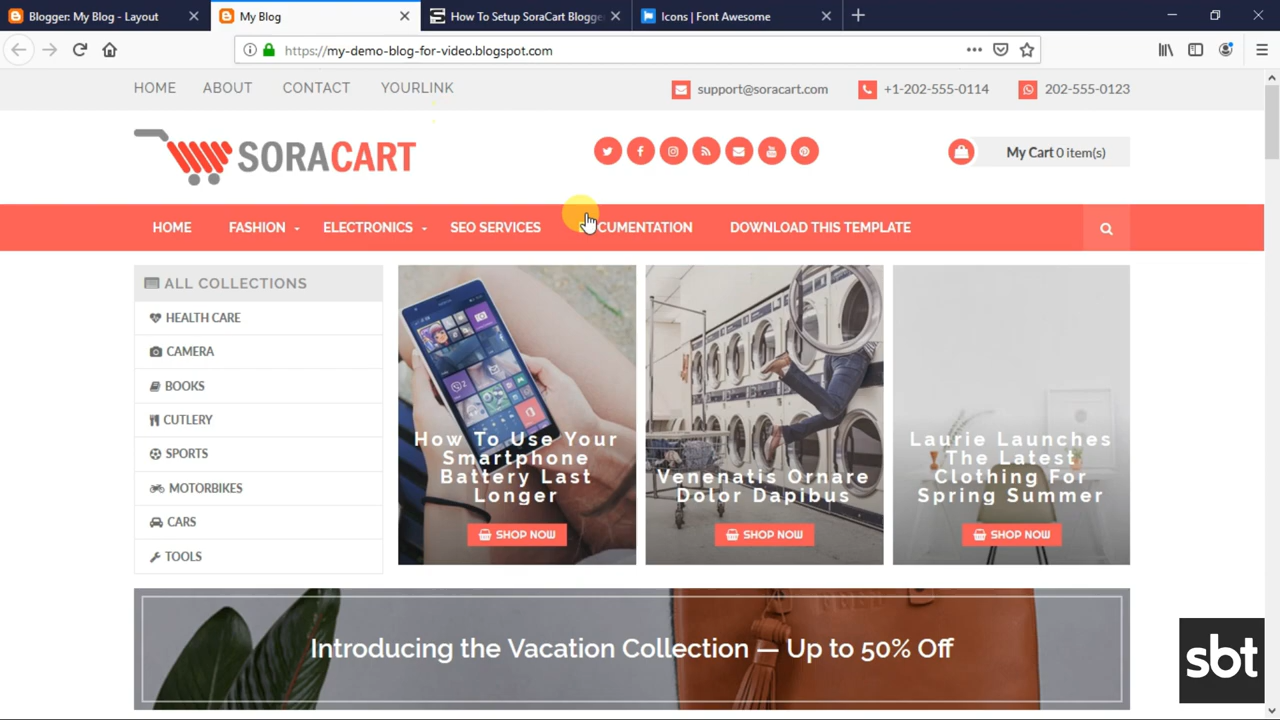 Blogger: My Blog - Layout
My Blog
How To Setup SoraCart Blogge
Icons | Font Awesome
https://my-demo-blog-for-video.blogspot.com
HOME ABOUT CONTACT YOURLINK
support@soracart.com +1-202-555-0114 202-555-0123
SORACART
My Cart 0 item(s)
HOME FASHION ELECTRONICS SEO SERVICES CUMENTATION DOWNLOAD THIS TEMPLATE
ALL COLLECTIONS
HEALTH CARE
CAMERA
BOOKS
CUTLERY
SPORTS
MOTORBIKES
CARS
TOOLS
How To Use Your
Smartphone
Battery Last
Longer
SHOP NOW
Venenatis Ornare
Dolor Dapibus
SHOP NOW
Laurie Launches
The Latest
Clothing For
Spring Summer
SHOP NOW
Introducing the Vacation Collection — Up to 50% Off
sbt